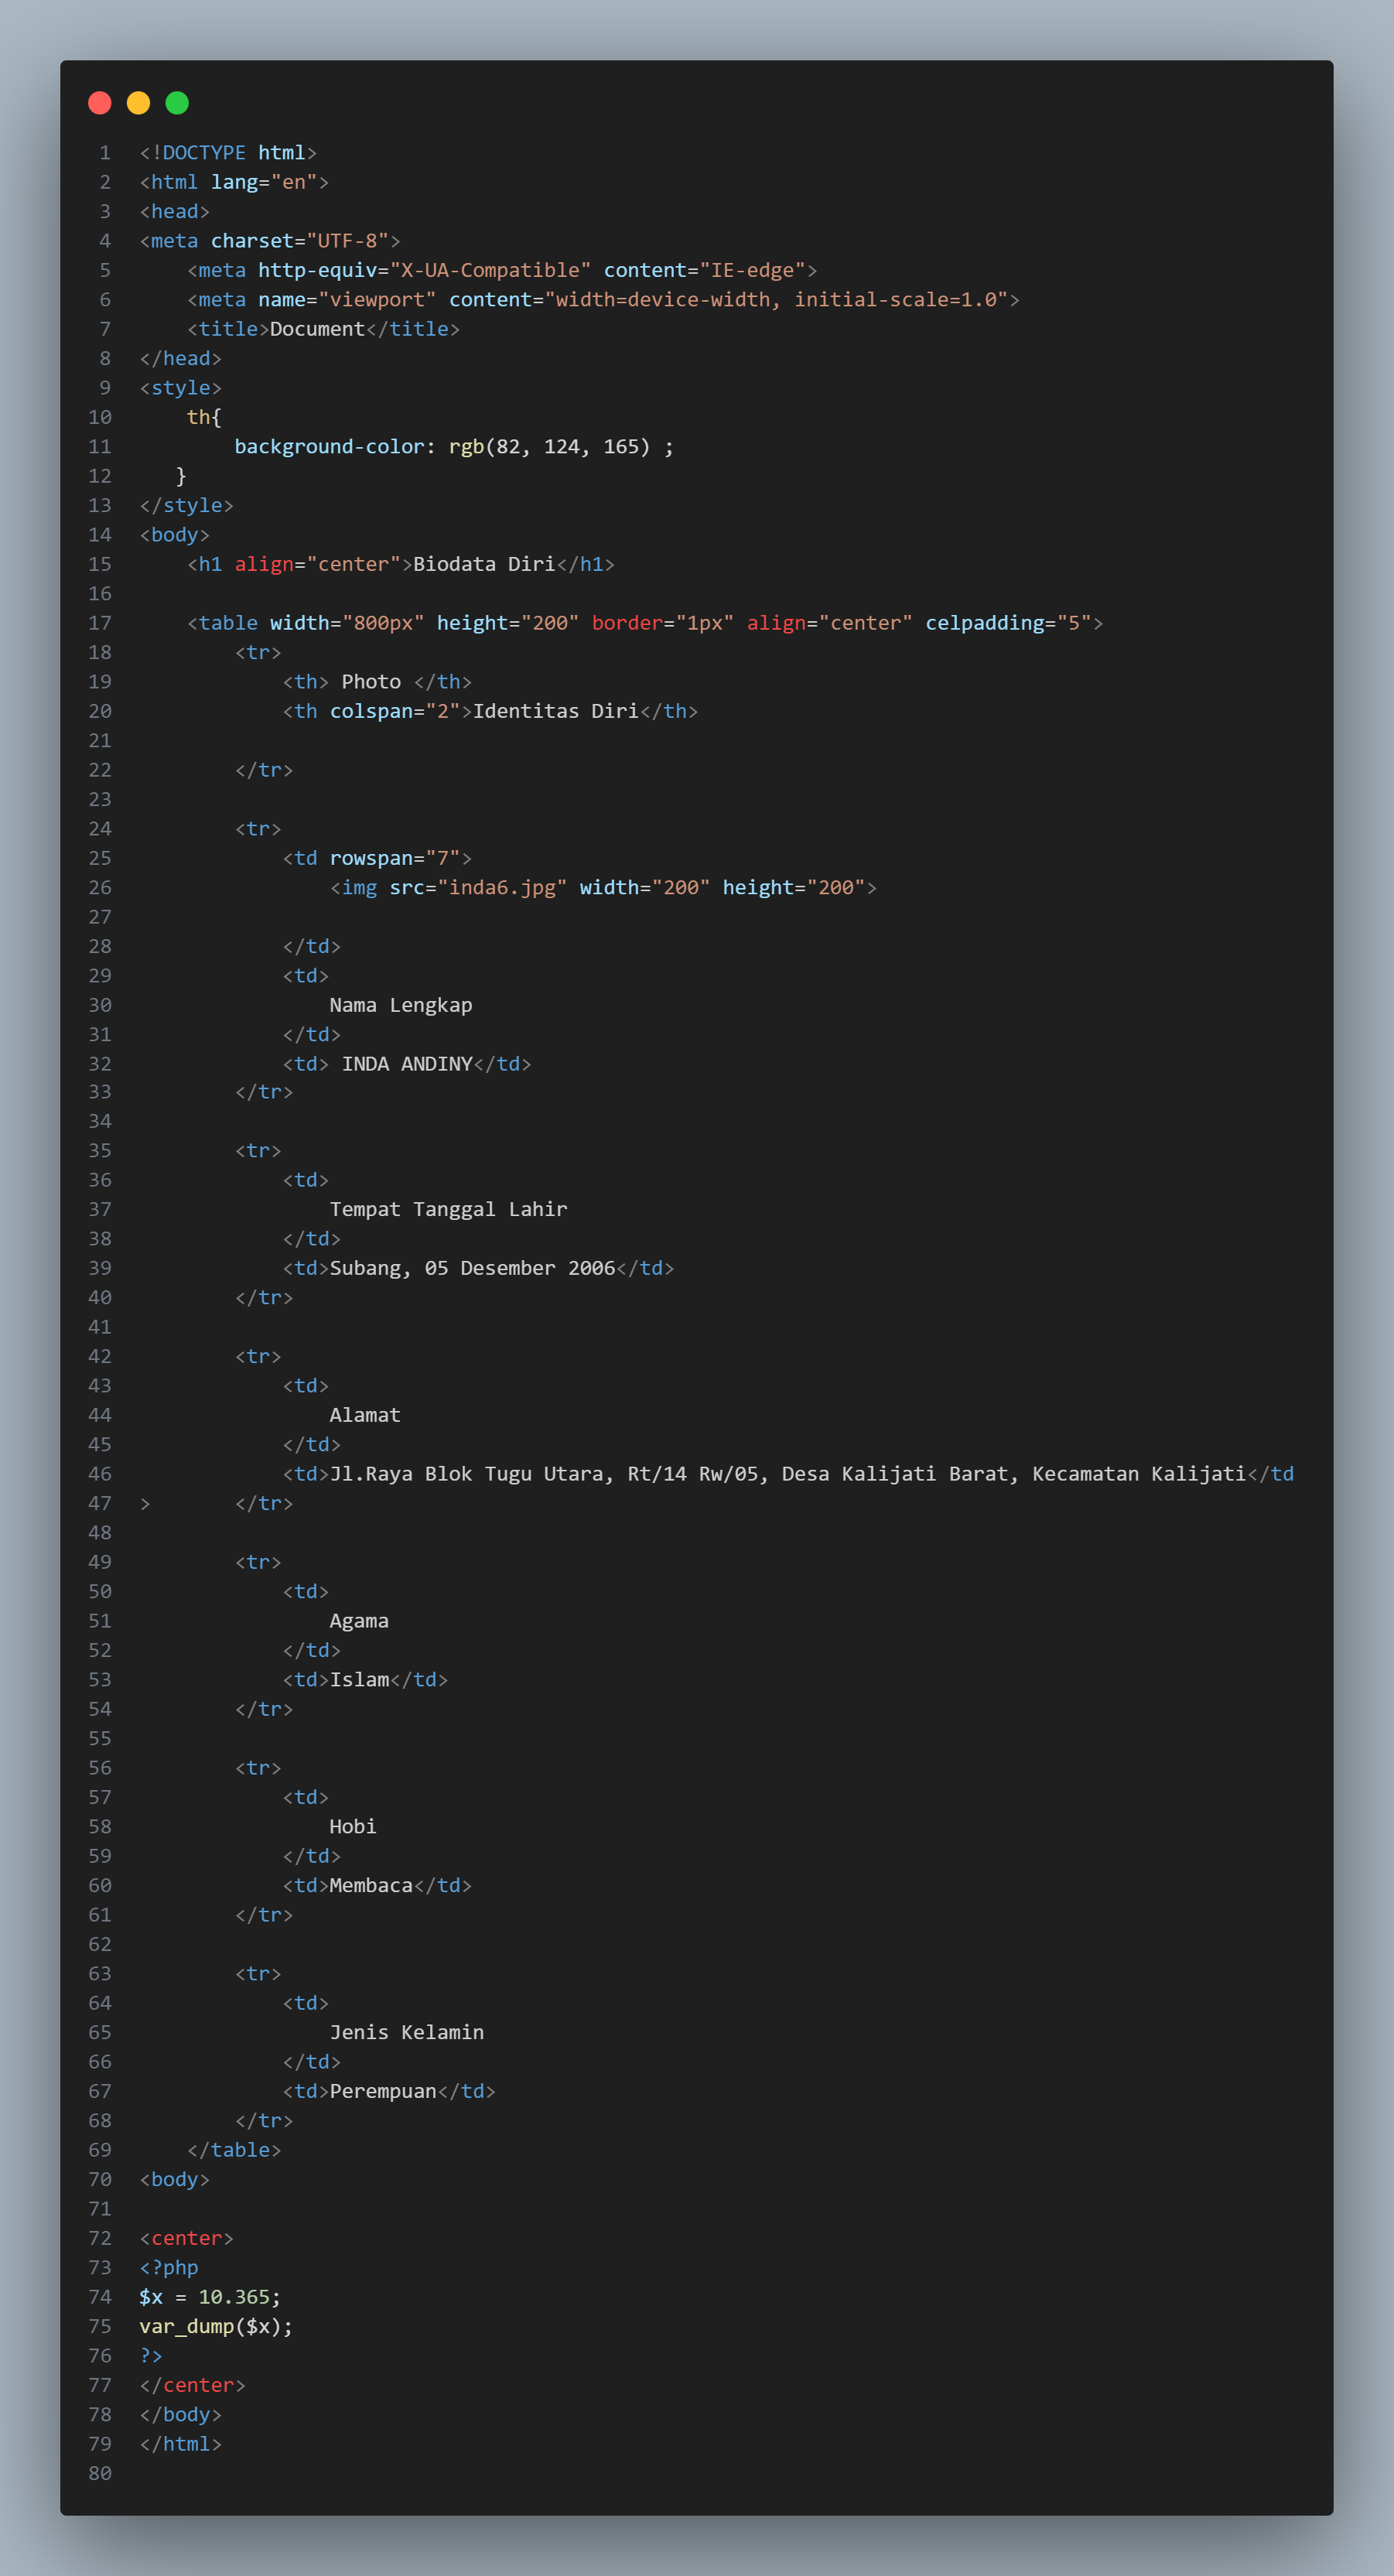 1 <!DOCTYPE html>
2 <html lang="en">
3 <head>
4 <meta charset="UTF-8">
5     <meta http-equiv="X-UA-Compatible" content="IE-edge">
6     <meta name="viewport" content="width=device-width, initial-scale=1.0">
7     <title>Document</title>
8 </head>
9 <style>
10     th{
11         background-color: rgb(82, 124, 165) ;
12    }
13 </style>
14 <body>
15     <h1 align="center">Biodata Diri</h1>
16
17     <table width="800px" height="200" border="1px" align="center" celpadding="5">
18         <tr>
19             <th> Photo </th>
20             <th colspan="2">Identitas Diri</th>
21
22         </tr>
23
24         <tr>
25             <td rowspan="7">
26                 <img src="inda6.jpg" width="200" height="200">
27
28             </td>
29             <td>
30                 Nama Lengkap
31             </td>
32             <td> INDA ANDINY</td>
33         </tr>
34
35         <tr>
36             <td>
37                 Tempat Tanggal Lahir
38             </td>
39             <td>Subang, 05 Desember 2006</td>
40         </tr>
41
42         <tr>
43             <td>
44                 Alamat
45             </td>
46             <td>Jl.Raya Blok Tugu Utara, Rt/14 Rw/05, Desa Kalijati Barat, Kecamatan Kalijati</td
47 >       </tr>
48
49         <tr>
50             <td>
51                 Agama
52             </td>
53             <td>Islam</td>
54         </tr>
55
56         <tr>
57             <td>
58                 Hobi
59             </td>
60             <td>Membaca</td>
61         </tr>
62
63         <tr>
64             <td>
65                 Jenis Kelamin
66             </td>
67             <td>Perempuan</td>
68         </tr>
69     </table>
70 <body>
71
72 <center>
73 <?php
74 $x = 10.365;
75 var_dump($x);
76 ?>
77 </center>
78 </body>
79 </html>
80